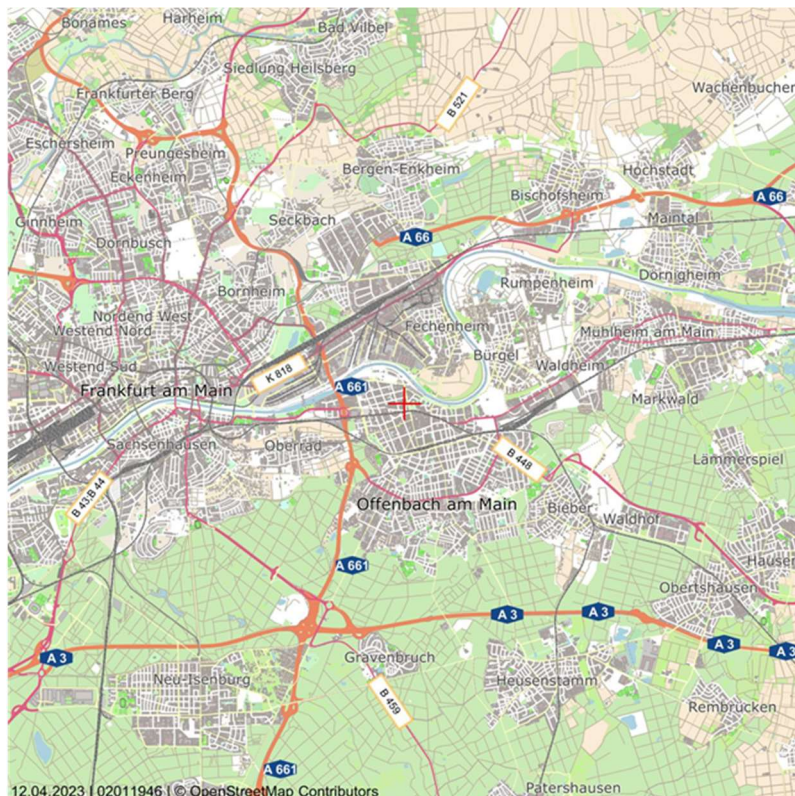 Bonames
Harheim
Bad Vilbel
Siedlung Heilsberg
Frankfurter Berg
B 521
Wachenbuchen
Eschersheim
Preungesheim
Eckenheim
Bergen-Enkheim
Hochstadt
Bischofsheim
A 66
Ginnheim
Seckbach
Maintal
Dornbusch
A 66
Dörnigheim
Bornheim
Rumpenheim
Nordend West
Westend Nord
Fechenheim
Mühlheim am Main
Bürgel
Waldheim
Westend Süd
K 818
A 661
Frankfurt am Main
Markwald
Sachsenhausen
Oberrad
B 448
Lämmerspiel
B 43;B 44
Offenbach am Main
Bieber
Waldhof
Hausen
A 661
Obertshausen
A 3
A 3
A 3
A 3
A 3
Gravenbruch
Neu-Isenburg
Heusenstamm
B 459
Rembrücken
A 661
Patershausen
12.04.2023 | 02011946 | © OpenStreetMap Contributors